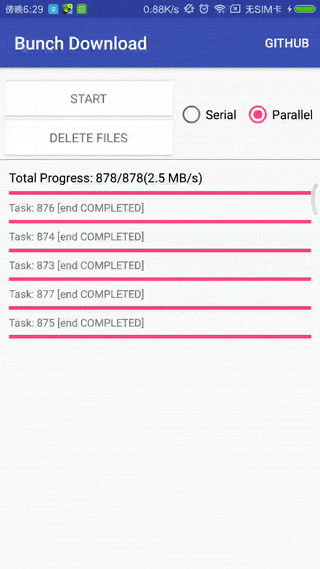 傍晚6:29 0.88K/s 无SIM卡
Bunch Download GITHUB
START
Serial Parallel
DELETE FILES
Total Progress: 878/878(2.5 MB/s)
Task: 876 [end COMPLETED]
Task: 874 [end COMPLETED]
Task: 873 [end COMPLETED]
Task: 877 [end COMPLETED]
Task: 875 [end COMPLETED]